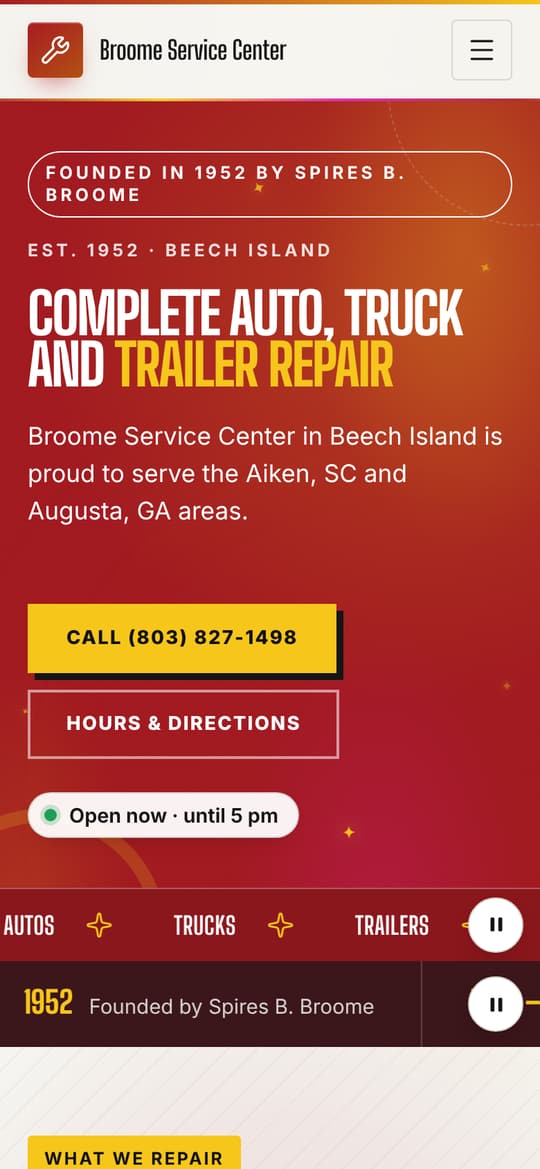 Broome Service Center
FOUNDED IN 1952 BY SPIRES B.
BROOME
EST. 1952 · BEECH ISLAND
COMPLETE AUTO, TRUCK
AND TRAILER REPAIR
Broome Service Center in Beech Island is
proud to serve the Aiken, SC and
Augusta, GA areas.
CALL (803) 827-1498
HOURS & DIRECTIONS
Open now · until 5 pm
AUTOS TRUCKS TRAILERS
1952 Founded by Spires B. Broome
WHAT WE REPAIR